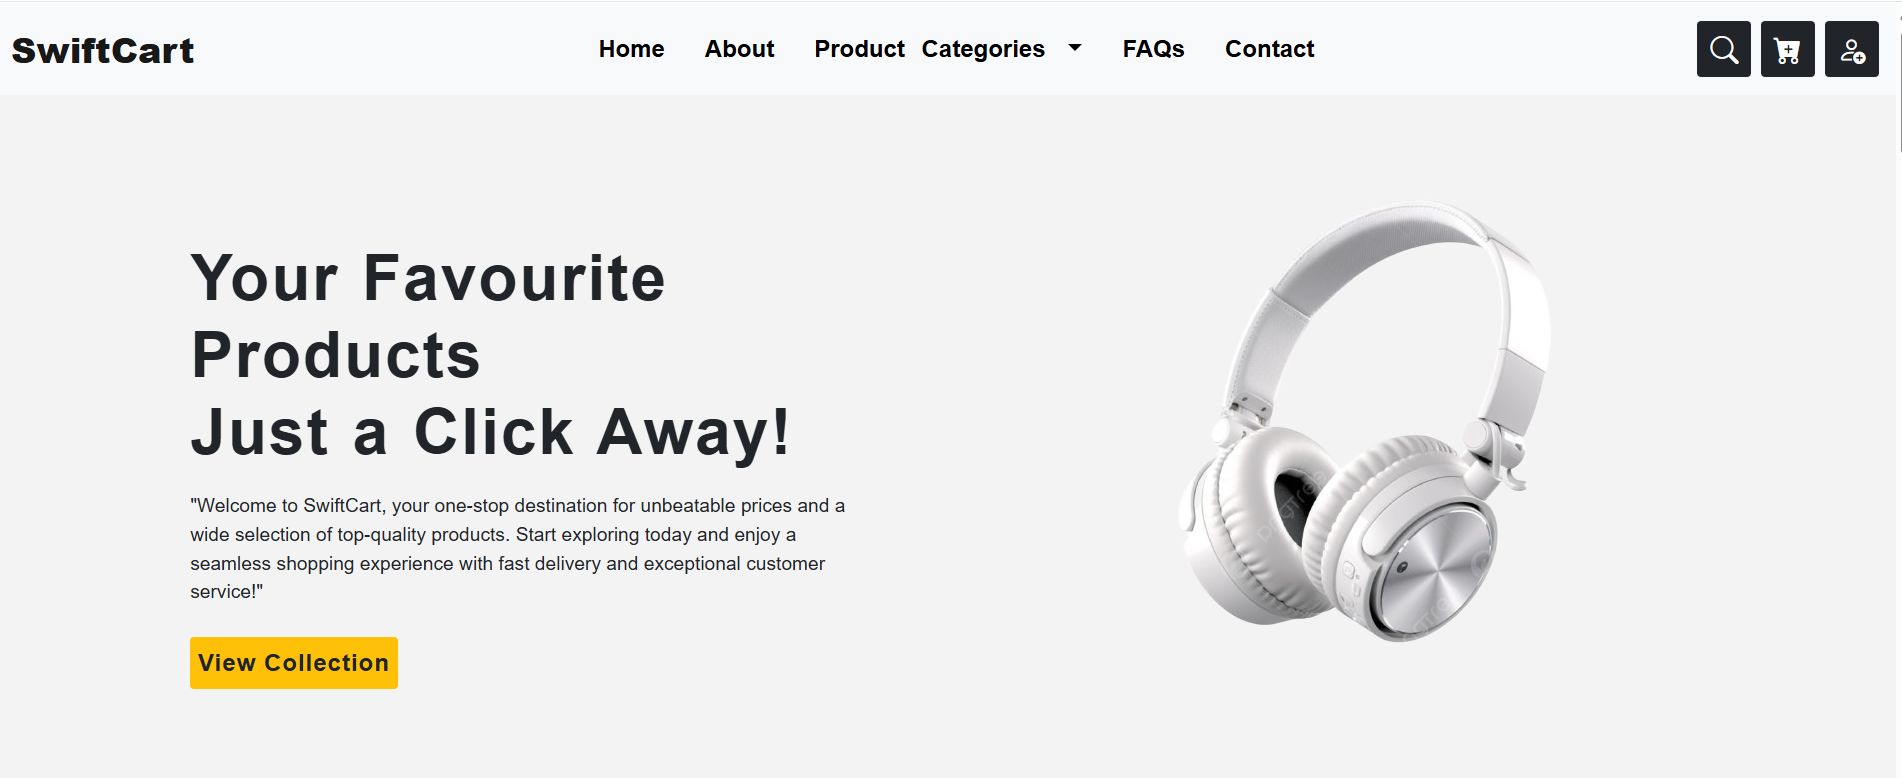 SwiftCart
Home About Product Categories FAQs Contact
Your Favourite
Products
Just a Click Away!
"Welcome to SwiftCart, your one-stop destination for unbeatable prices and a
wide selection of top-quality products. Start exploring today and enjoy a
seamless shopping experience with fast delivery and exceptional customer
service!"
View Collection